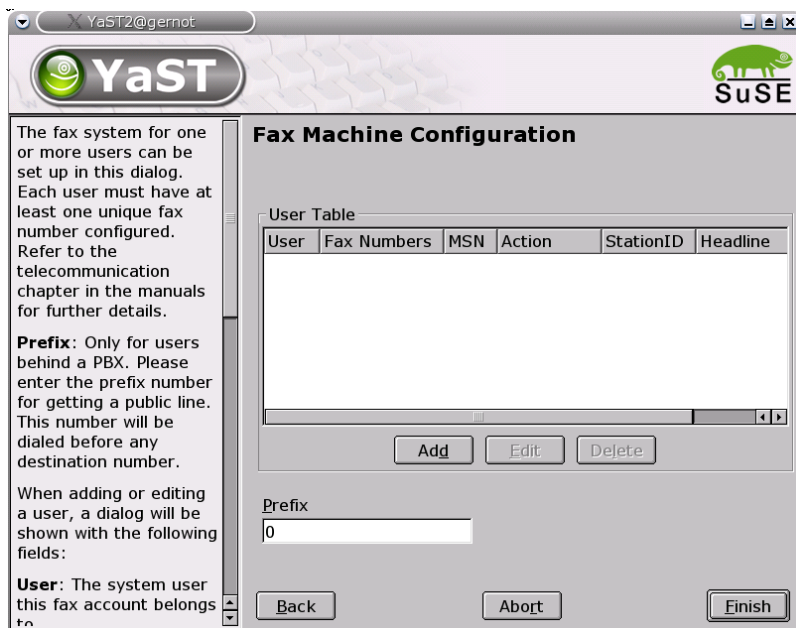 YaST2@gernot
YaST
SuSE
The fax system for one
or more users can be
set up in this dialog.
Each user must have at
least one unique fax
number configured.
Refer to the
telecommunication
chapter in the manuals
for further details.
Prefix: Only for users
behind a PBX. Please
enter the prefix number
for getting a public line.
This number will be
dialed before any
destination number.
When adding or editing
a user, a dialog will be
shown with the following
fields:
User: The system user
this fax account belongs
to
Fax Machine Configuration
User Table
User Fax Numbers MSN Action StationID Headline
Add Edit Delete
Prefix
0
Back Abort Finish